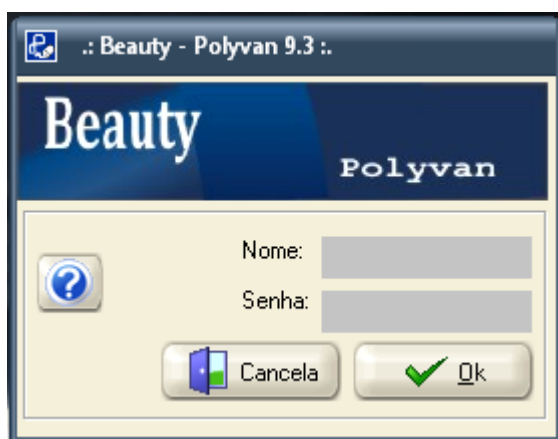 .: Beauty - Polyvan 9.3 :.
Beauty
Polyvan
Nome:
Senha:
Cancela
Ok